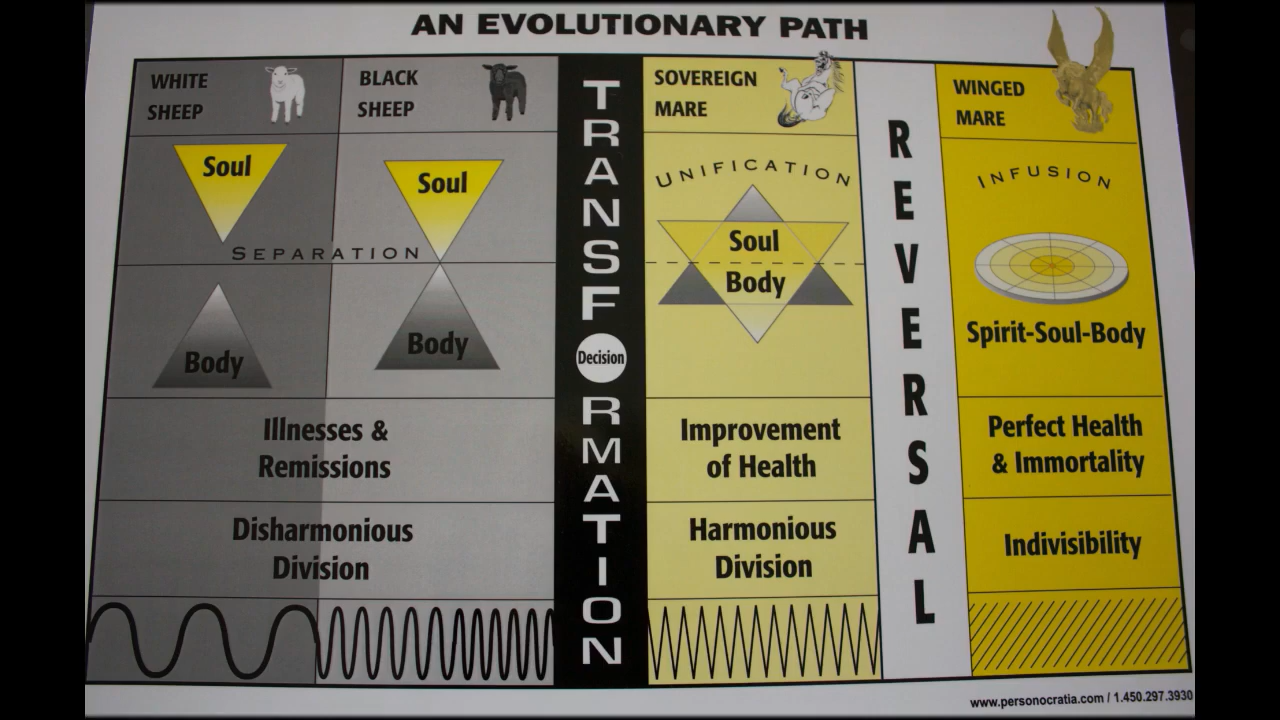 AN EVOLUTIONARY PATH
WHITE
SHEEP
BLACK
SHEEP
SOVEREIGN
MARE
WINGED
MARE
Soul
Soul
SEPARATION
Body
Body
TRANSFORMATION
Decision
UNIFICATION
Soul
Body
REVERSAL
INFUSION
Spirit-Soul-Body
Illnesses &
Remissions
Improvement
of Health
Perfect Health
& Immortality
Disharmonious
Division
Harmonious
Division
Indivisibility
www.personocratia.com / 1.450.297.3930